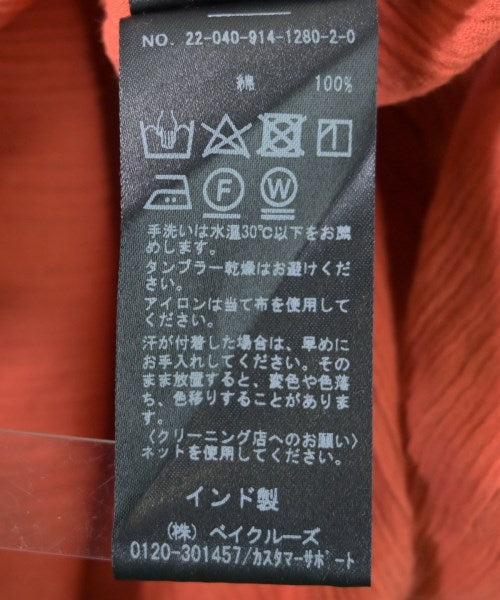 NO. 22-040-914-1280-2-0
綿 100%
F W
手洗いは水温30℃以下をお薦
めします。
タンブラー乾燥はお避けくだ
さい。
アイロンは当て布を使用して
ください。
汗が付着した場合は、早めに
お手入れしてください。その
まま放置すると、変色や色落
ち、色移りすることがありま
す。
〈クリーニング店へのお願い〉
ネットを使用してください。
インド製
(株) ベイクルーズ
0120-301457/カスタマーサポート